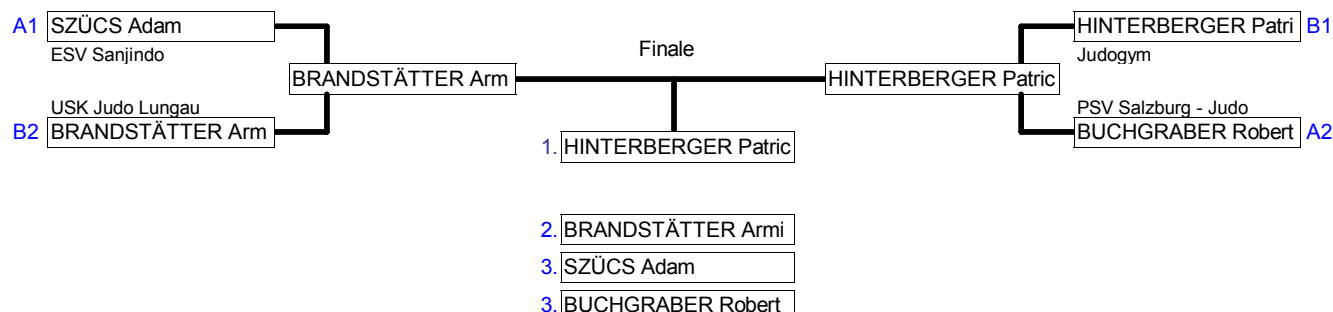 A1 SZÜCS Adam
ESV Sanjindo
USK Judo Lungau
B2 BRANDSTÄTTER Arm
BRANDSTÄTTER Arm
Finale
HINTERBERGER Patric
HINTERBERGER Patri B1
Judogym
PSV Salzburg - Judo
BUCHGRABER Robert A2
1. HINTERBERGER Patric
2. BRANDSTÄTTER Armi
3. SZÜCS Adam
3. BUCHGRABER Robert